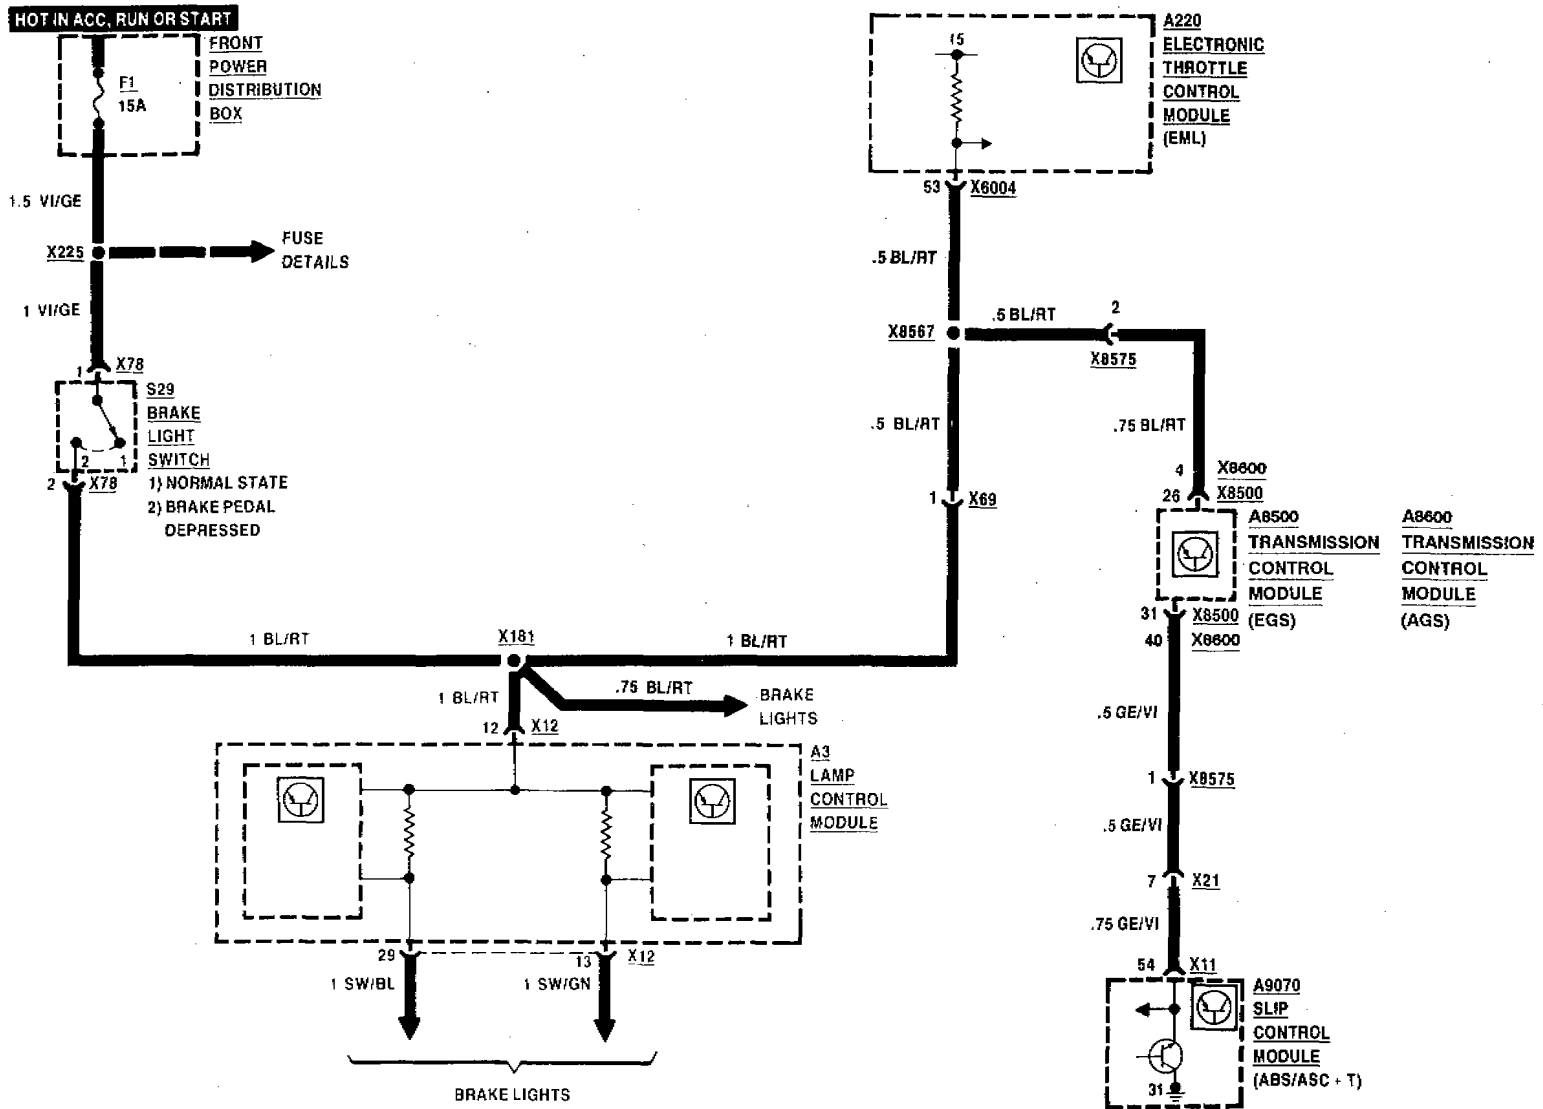 HOT IN ACC, RUN OR START
FRONT
POWER
DISTRIBUTION
BOX
F1
15A
1.5 VI/GE
X225
FUSE
DETAILS
1 VI/GE
1
X78
S29
BRAKE
LIGHT
SWITCH
1) NORMAL STATE
2) BRAKE PEDAL
DEPRESSED
2
1
2
X78
1 BL/RT
X181
1 BL/RT
1 BL/RT
.75 BL/RT
BRAKE
LIGHTS
12
X12
A3
LAMP
CONTROL
MODULE
29
13
X12
1 SW/BL
1 SW/GN
BRAKE LIGHTS
A220
ELECTRONIC
THROTTLE
CONTROL
MODULE
(EML)
15
53
X6004
.5 BL/RT
X8567
.5 BL/RT
2
X8575
.5 BL/RT
1
X69
.75 BL/RT
4
X8600
26
X8500
A8500
TRANSMISSION
CONTROL
MODULE
(EGS)
A8600
TRANSMISSION
CONTROL
MODULE
(AGS)
31
X8500
40
X8600
.5 GE/VI
1
X8575
.5 GE/VI
7
X21
.75 GE/VI
54
X11
A9070
SLIP
CONTROL
MODULE
(ABS/ASC + T)
31